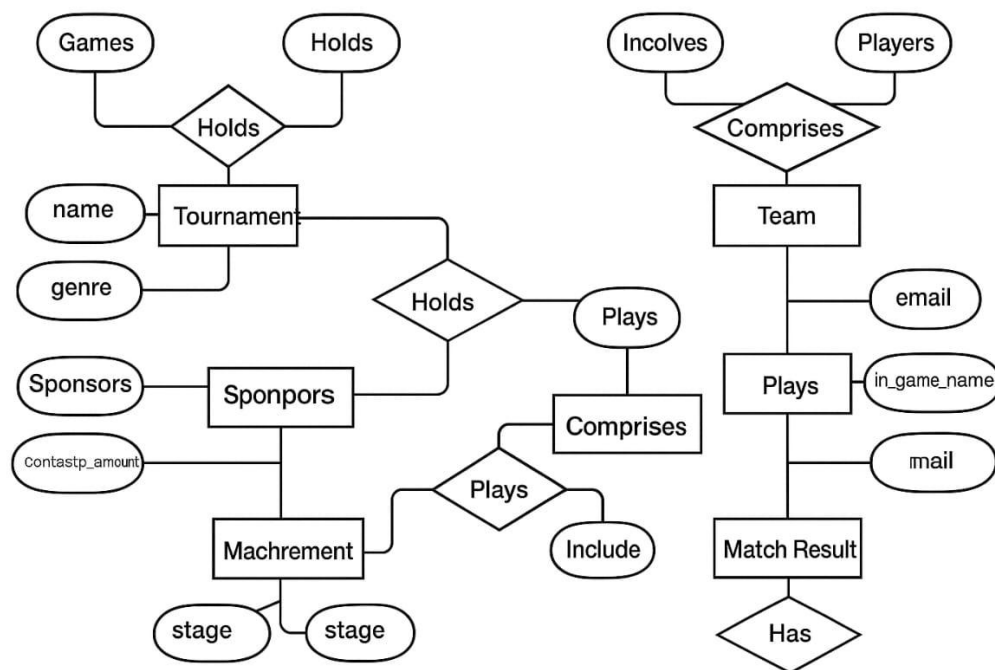 Games
Holds
Incolves
Players
Holds
Comprises
name
Tournament
Team
genre
Holds
Plays
email
Sponsors
Sponpors
Plays
in_game_name
Comprises
Contastp_amount
mail
Plays
Machrement
Include
Match Result
stage
stage
Has